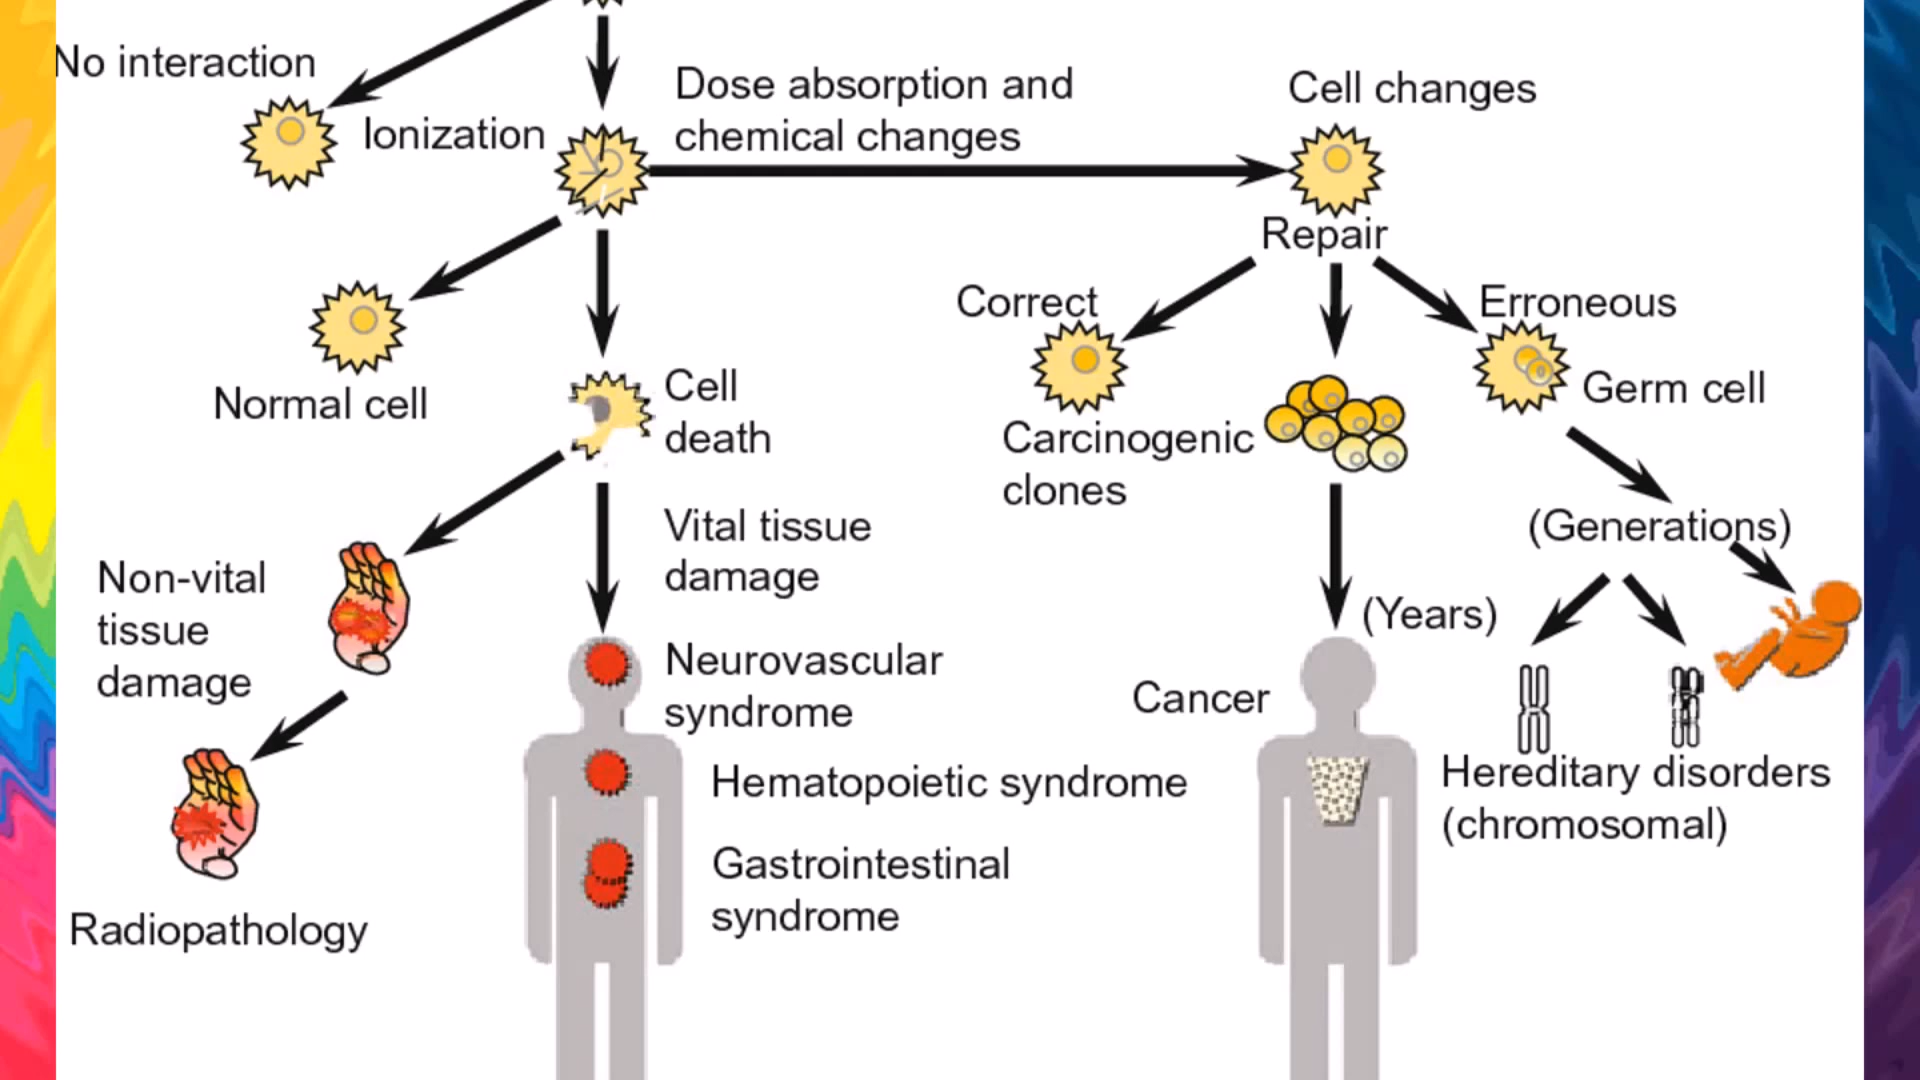 No interaction
Ionization
Dose absorption and
chemical changes
Cell changes
Repair
Correct
Erroneous
Normal cell
Cell
death
Germ cell
Carcinogenic
clones
Vital tissue
damage
(Generations)
Non-vital
tissue
damage
(Years)
Neurovascular
syndrome
Cancer
Hematopoietic syndrome
Hereditary disorders
(chromosomal)
Gastrointestinal
syndrome
Radiopathology